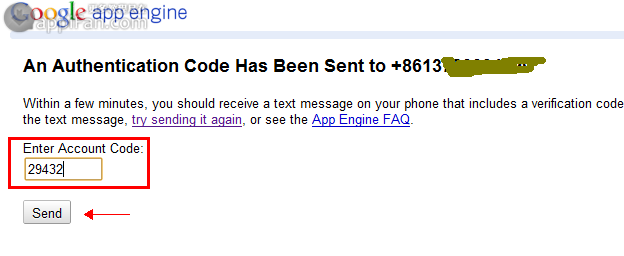 Google app engine
appifan.com
An Authentication Code Has Been Sent to +8613
Within a few minutes, you should receive a text message on your phone that includes a verification code
the text message, try sending it again, or see the App Engine FAQ.
Enter Account Code:
29432
Send